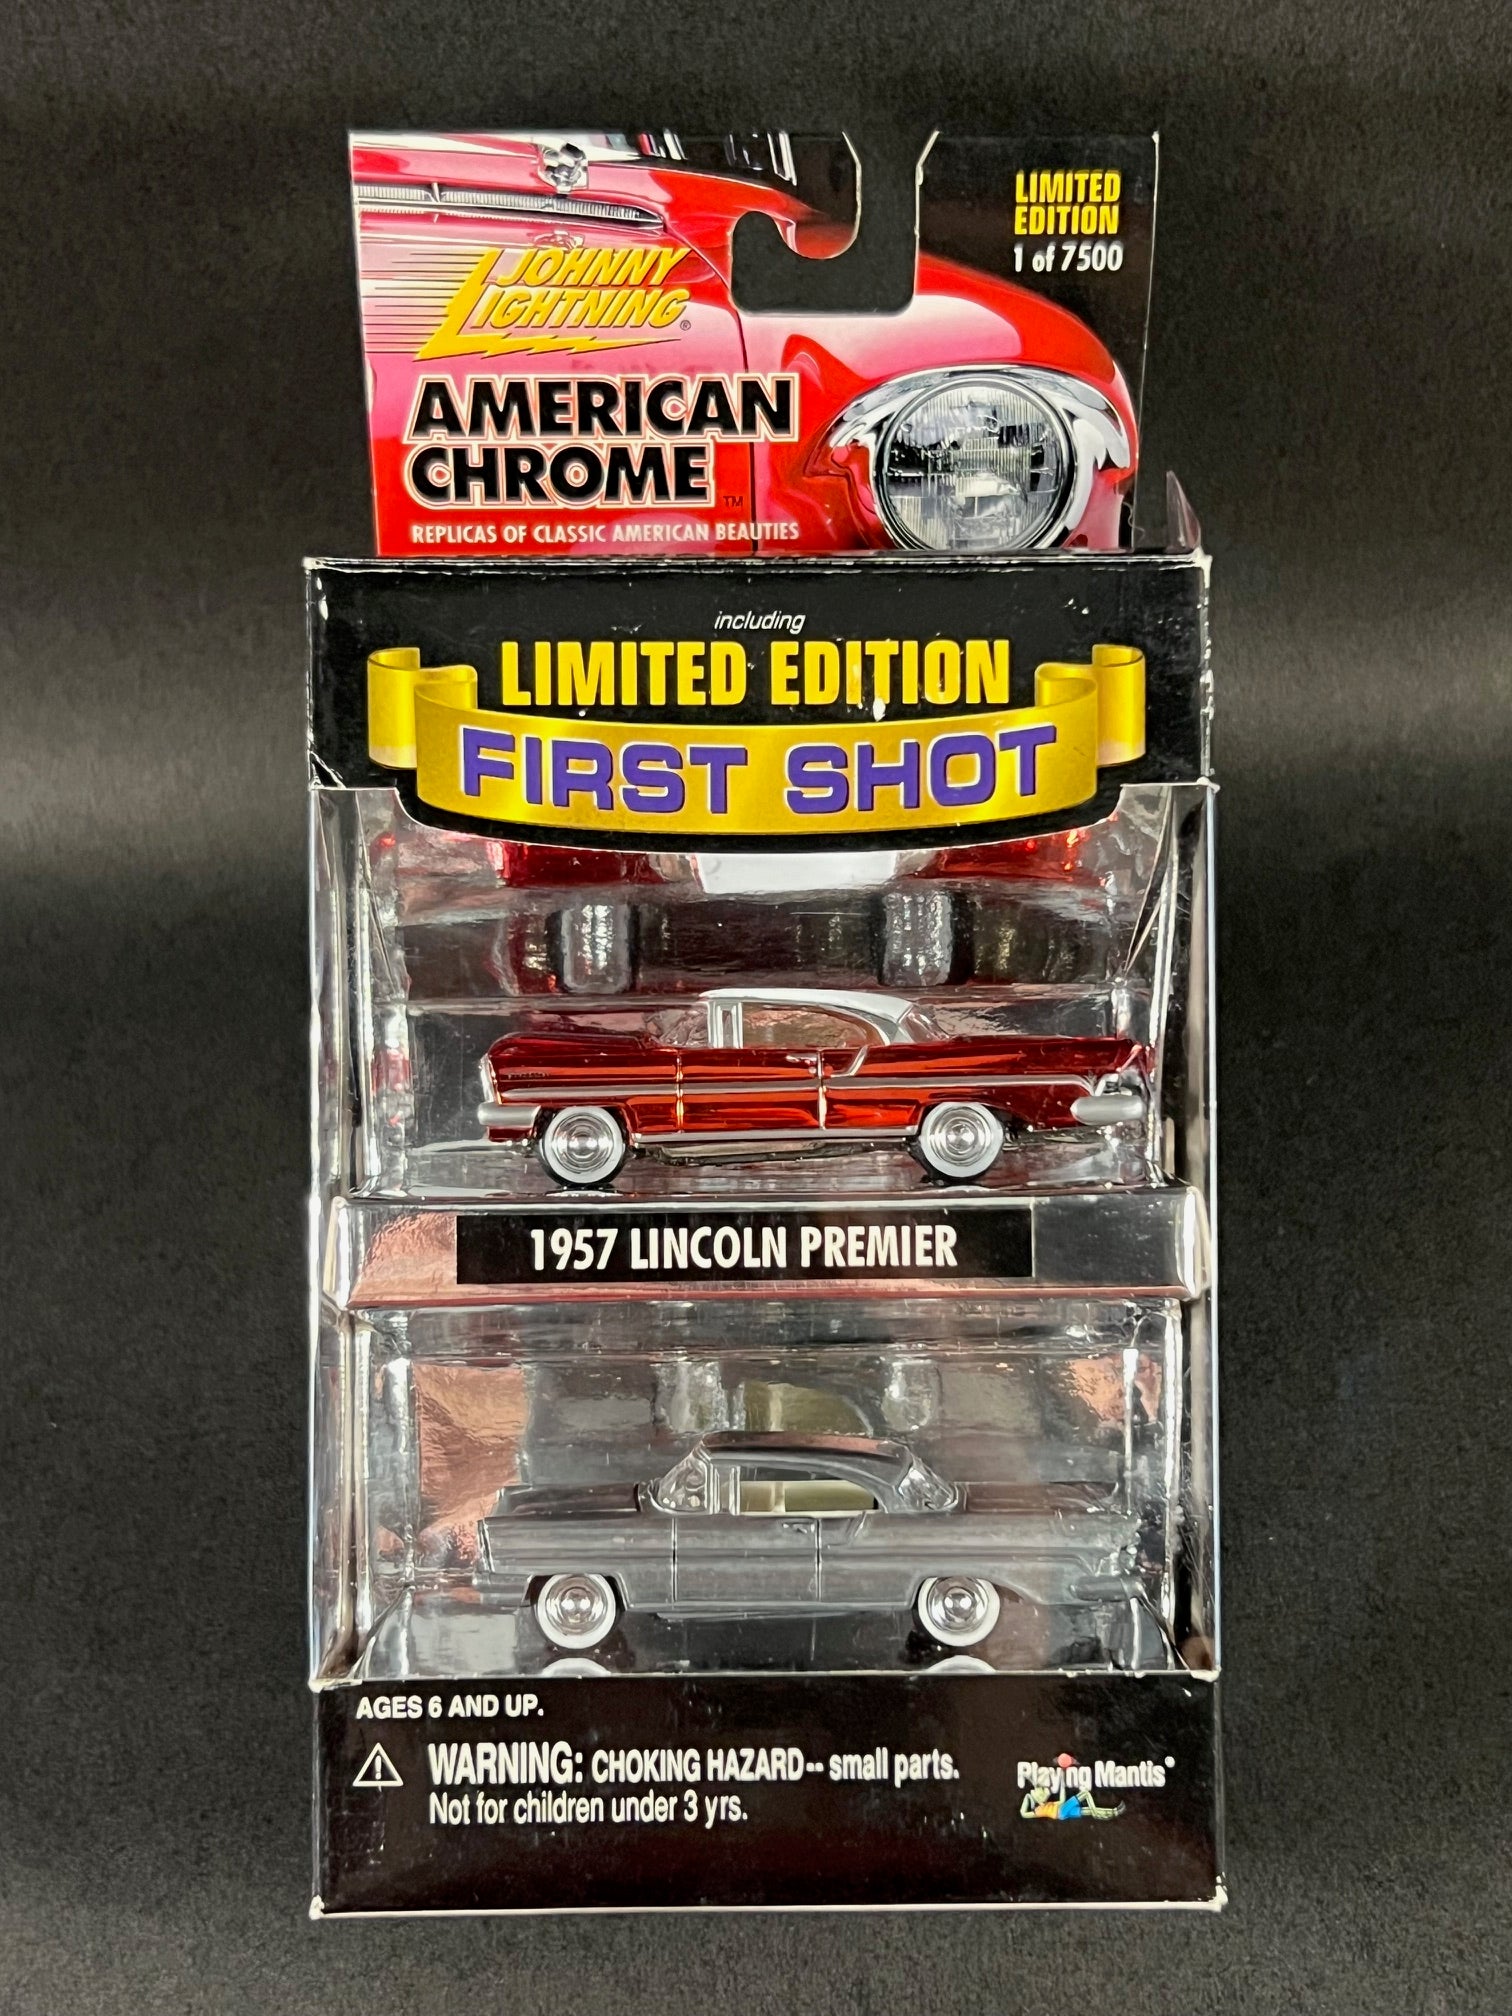 LIMITED
EDITION
1 of 7500
JOHNNY
LIGHTNING®
AMERICAN
CHROME™
REPLICAS OF CLASSIC AMERICAN BEAUTIES
including
LIMITED EDITION
FIRST SHOT
1957 LINCOLN PREMIER
AGES 6 AND UP.
WARNING: CHOKING HAZARD-- small parts.
Not for children under 3 yrs.
Playing Mantis®